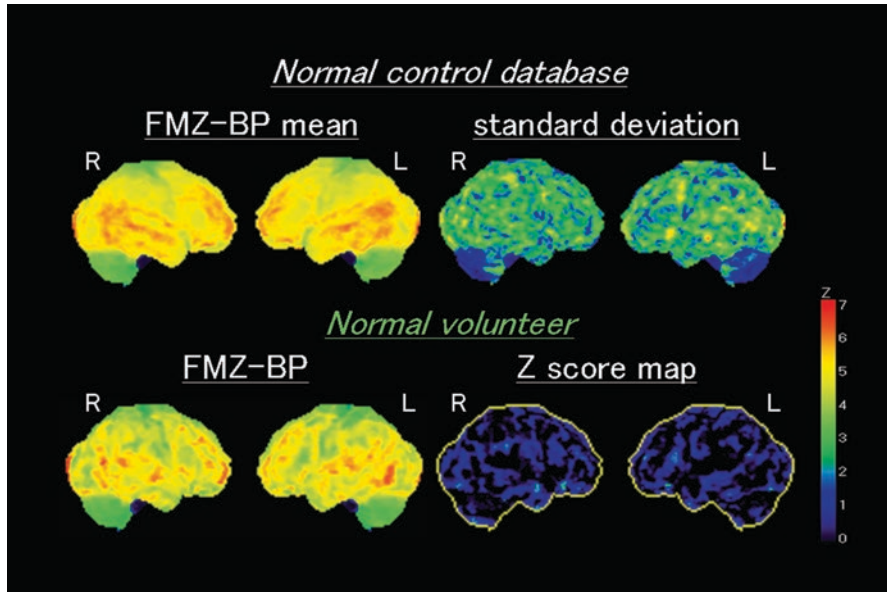 Normal control database
FMZ-BP mean
standard deviation
R
L
R
L
Normal volunteer
FMZ-BP
Z score map
R
L
R
L
Z
7
6
5
4
3
2
1
0